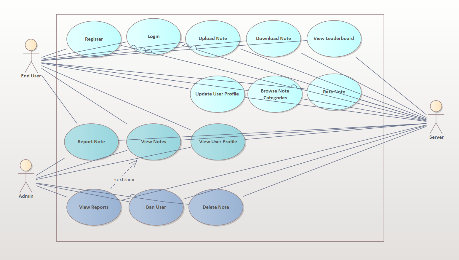 Register
Login
Upload Note
Download Note
View Leaderboard
End User
Update User Profile
Browse Note
Categories
Rate Note
Server
Report Note
View Notes
View User Profile
Admin
View Reports
Ban User
Delete Note